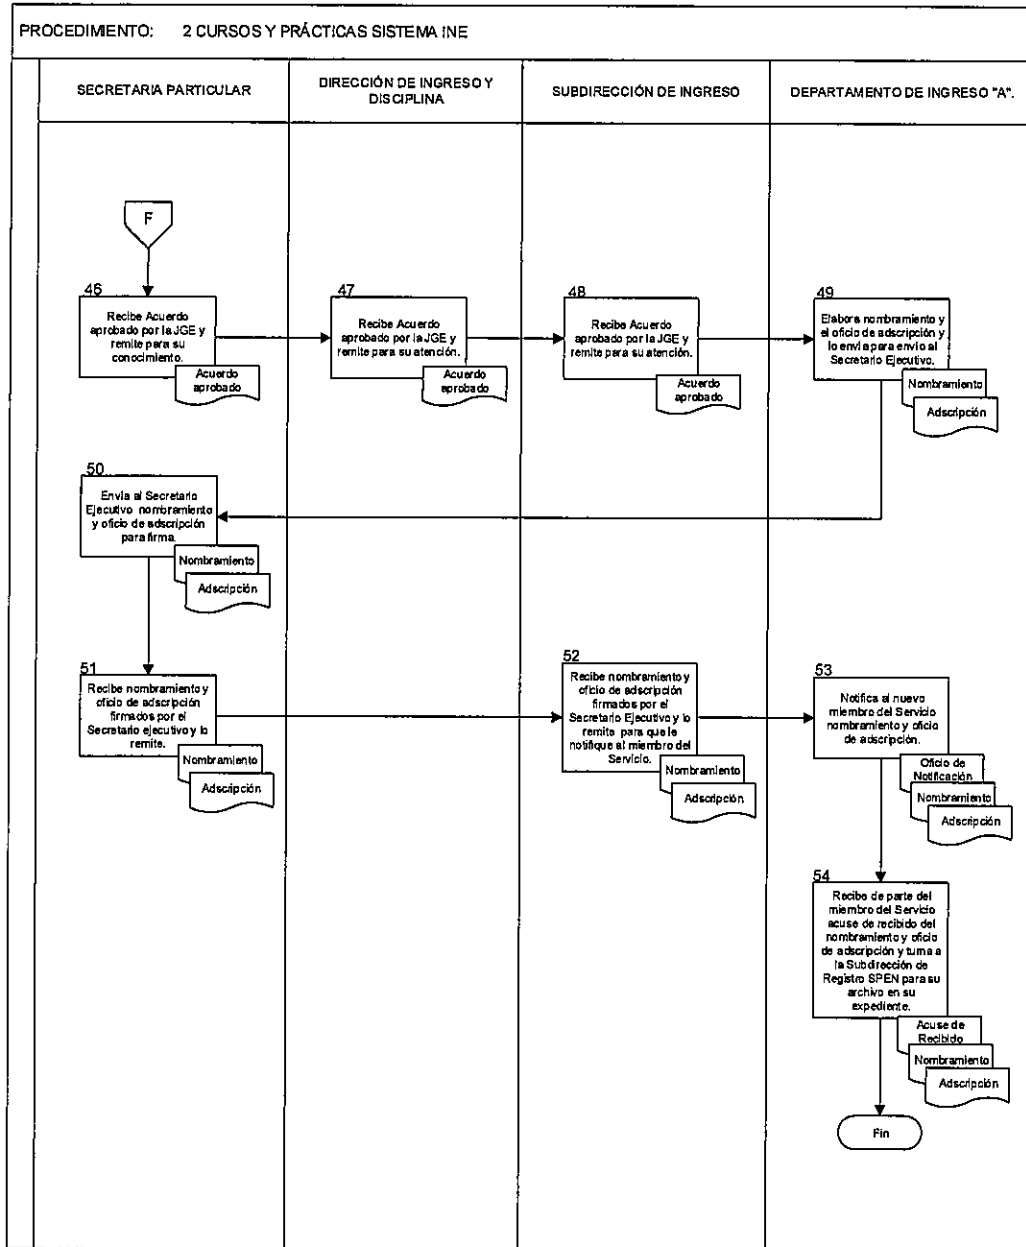 PROCEDIMIENTO: 2 CURSOS Y PRÁCTICAS SISTEMA INE
SECRETARIA PARTICULAR
DIRECCIÓN DE INGRESO Y
DISCIPLINA
SUBDIRECCIÓN DE INGRESO
DEPARTAMENTO DE INGRESO "A".
F
46
Recibe Acuerdo
aprobado por la JGE y
remite para su
conocimiento.
Acuerdo
aprobado
47
Recibe Acuerdo
aprobado por la JGE y
remite para su atención.
Acuerdo
aprobado
48
Recibe Acuerdo
aprobado por la JGE y
remite para su atención.
Acuerdo
aprobado
49
Elabora nombramiento y
el oficio de adscripción y
lo envía para envío al
Secretario Ejecutivo.
Nombramiento
Adscripción
50
Envía al Secretario
Ejecutivo nombramiento
y oficio de adscripción
para firma.
Nombramiento
Adscripción
51
Recibe nombramiento y
oficio de adscripción
firmados por el
Secretario ejecutivo y lo
remite.
Nombramiento
Adscripción
52
Recibe nombramiento y
oficio de adscripción
firmados por el
Secretario Ejecutivo y lo
remite para que le
notifique al miembro del
Servicio.
Nombramiento
Adscripción
53
Notifica al nuevo
miembro del Servicio
nombramiento y oficio
de adscripción.
Oficio de
Notificación
Nombramiento
Adscripción
54
Recibe de parte del
miembro del Servicio
acuse de recibido del
nombramiento y oficio
de adscripción y turna a
la Subdirección de
Registro SPEN para su
archivo en su
expediente.
Acuse de
Recibido
Nombramiento
Adscripción
Fin